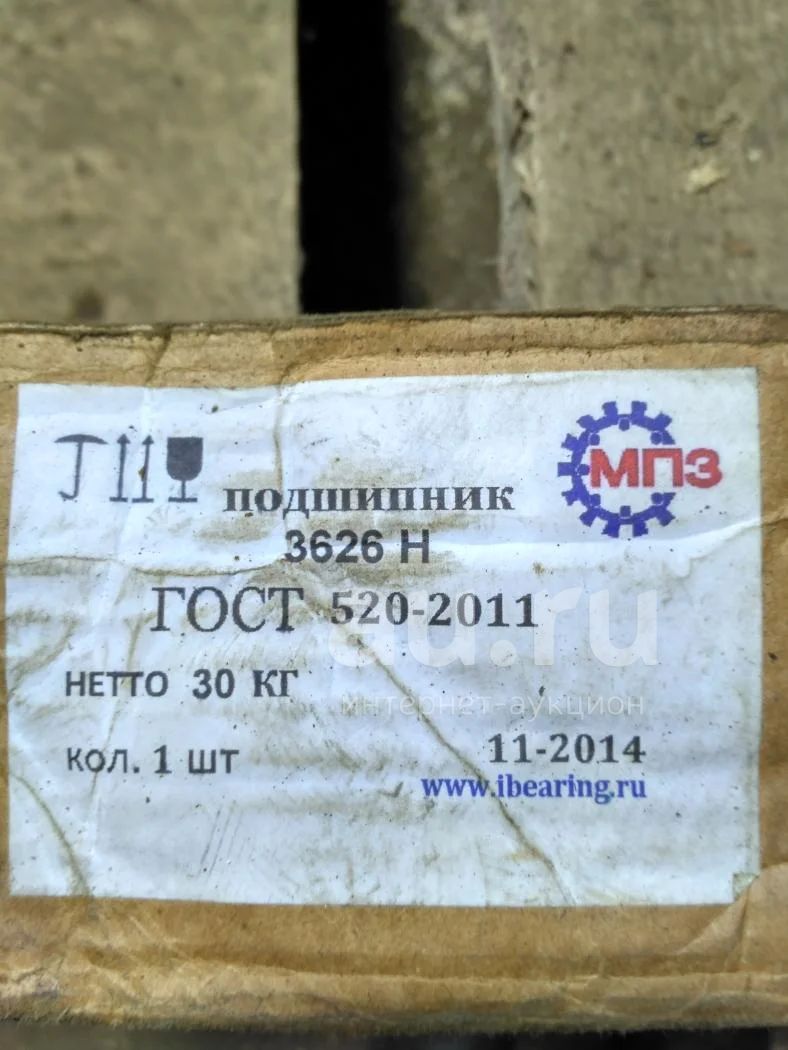 МПЗ
подшипник
3626 Н
ГОСТ 520-2011
au.ru
интернет-аукцион
НЕТТО 30 КГ
кол. 1 шт
11-2014
www.ibearing.ru